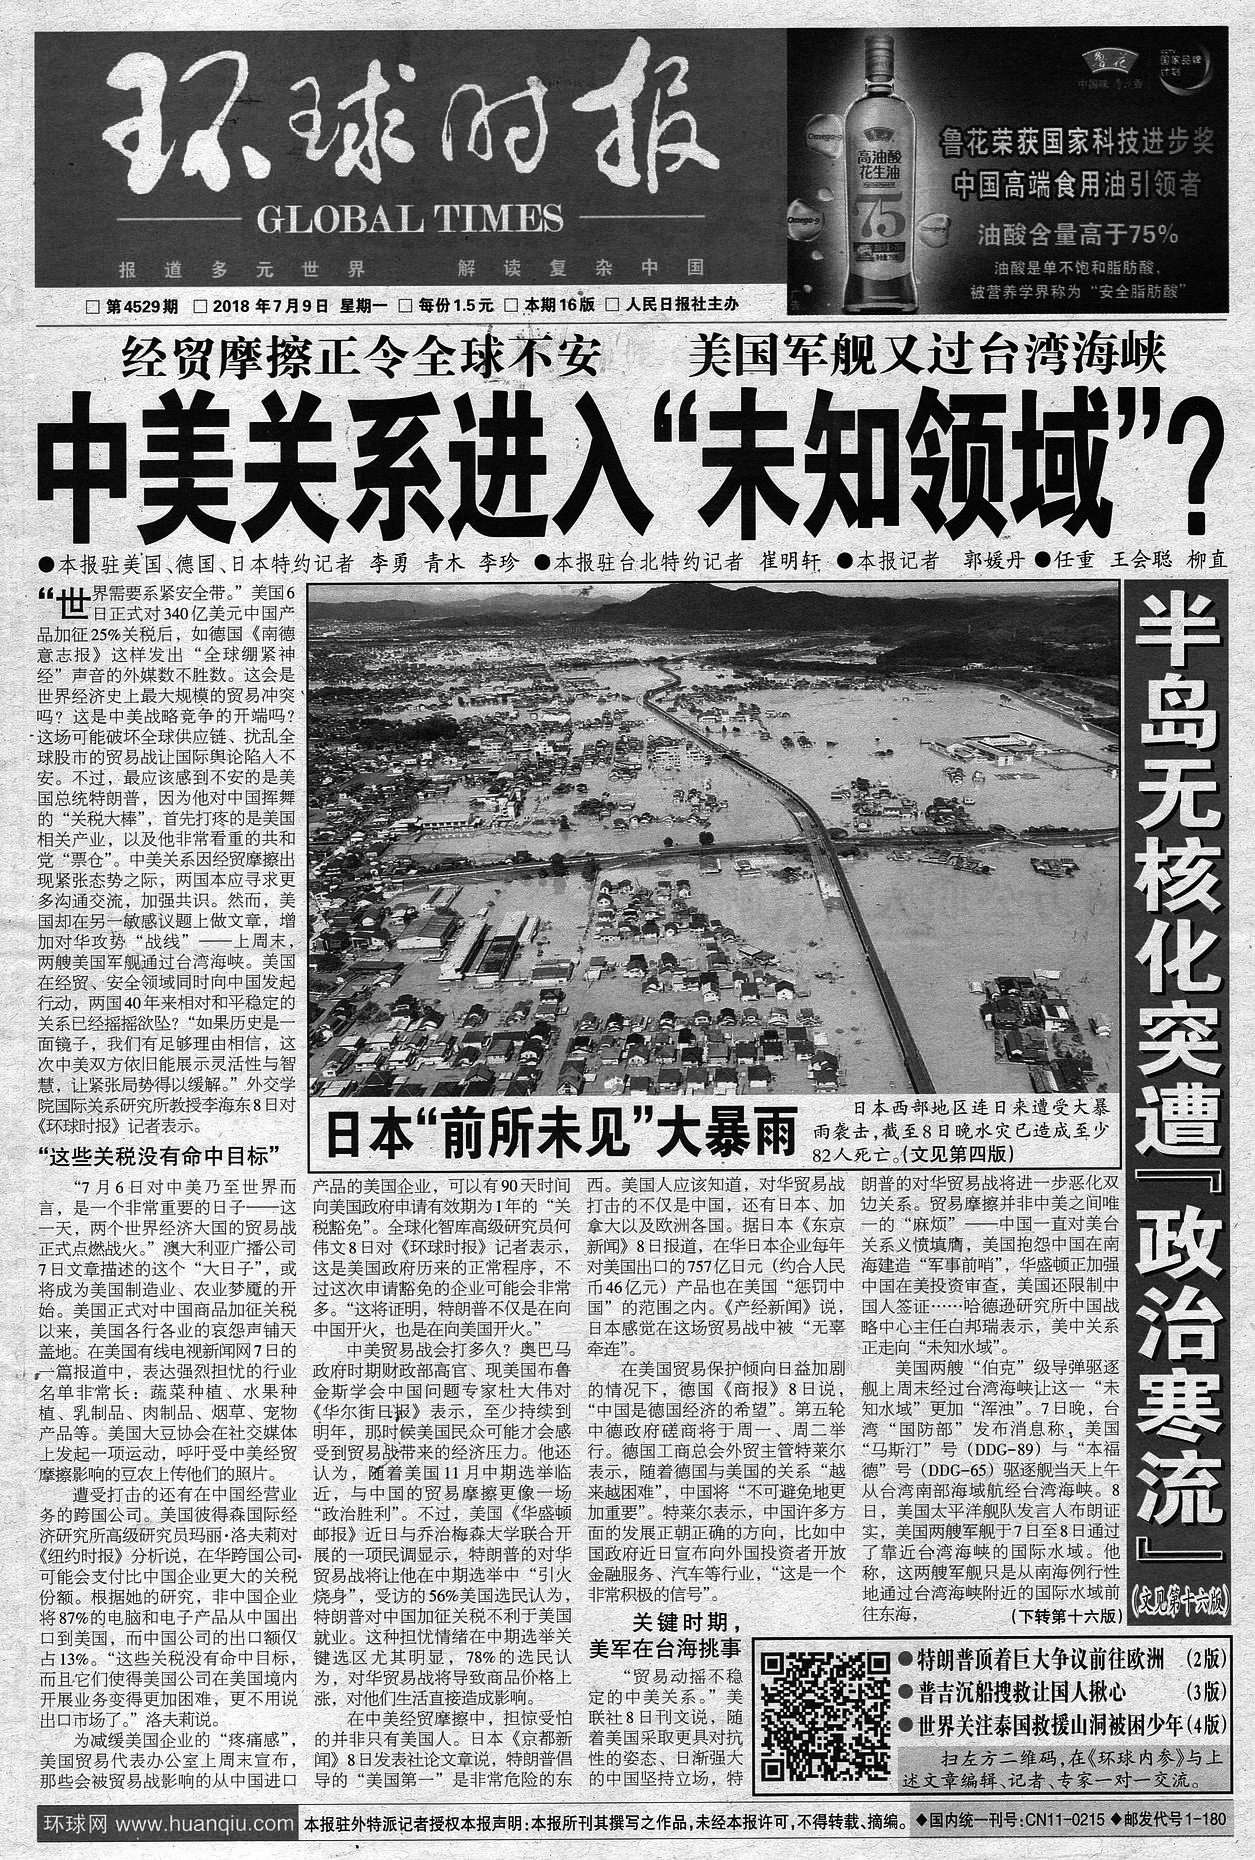 环球时报
GLOBAL TIMES
报道多元世界 解读复杂中国
鲁花
中国味 鲁花香
国家品牌
计划
Omega-9
Omega-9
Omega-9
鲁花
高油酸
花生油
75
鲁花荣获国家科技进步奖
中国高端食用油引领者
油酸含量高于75%
油酸是单不饱和脂肪酸，
被营养学界称为“安全脂肪酸”
□第4529期 □2018年7月9日 星期一 □每份1.5元 □本期16版 □人民日报社主办
经贸摩擦正令全球不安 美国军舰又过台湾海峡
中美关系进入“未知领域”？
●本报驻美国、德国、日本特约记者 李勇 青木 李珍 ●本报驻台北特约记者 崔明轩 ●本报记者 郭媛丹 ●任重 王会聪 柳直
“世界需要系紧安全带。”美国6
日正式对340亿美元中国产
品加征25%关税后，如德国《南德
意志报》这样发出“全球绷紧神
经”声音的外媒数不胜数。这会是
世界经济史上最大规模的贸易冲突
吗？这是中美战略竞争的开端吗？
这场可能破坏全球供应链、扰乱全
球股市的贸易战让国际舆论陷入不
安。不过，最应该感到不安的是美
国总统特朗普，因为他对中国挥舞
的“关税大棒”，首先打疼的是美国
相关产业，以及他非常看重的共和
党“票仓”。中美关系因经贸摩擦出
现紧张态势之际，两国本应寻求更
多沟通交流，加强共识。然而，美
国却在另一敏感议题上做文章，增
加对华攻势“战线”——上周末，
两艘美国军舰通过台湾海峡。美国
在经贸、安全领域同时向中国发起
行动，两国40年来相对和平稳定的
关系已经摇摇欲坠？“如果历史是一
面镜子，我们有足够理由相信，这
次中美双方依旧能展示灵活性与智
慧，让紧张局势得以缓解。”外交学
院国际关系研究所教授李海东8日对
《环球时报》记者表示。
“这些关税没有命中目标”
“7月6日对中美乃至世界而
言，是一个非常重要的日子——这
一天，两个世界经济大国的贸易战
正式点燃战火。”澳大利亚广播公司
7日文章描述的这个“大日子”，或
将成为美国制造业、农业梦魇的开
始。美国正式对中国商品加征关税
以来，美国各行各业的哀怨声铺天
盖地。在美国有线电视新闻网7日的
一篇报道中，表达强烈担忧的行业
名单非常长：蔬菜种植、水果种
植、乳制品、肉制品、烟草、宠物
产品等。美国大豆协会在社交媒体
上发起一项运动，呼吁受中美经贸
摩擦影响的豆农上传他们的照片。
遭受打击的还有在中国经营业
务的跨国公司。美国彼得森国际经
济研究所高级研究员玛丽·洛夫莉对
《纽约时报》分析说，在华跨国公司
可能会支付比中国企业更大的关税
份额。根据她的研究，非中国企业
将87%的电脑和电子产品从中国出
口到美国，而中国公司的出口额仅
占13%。“这些关税没有命中目标，
而且它们使得美国公司在美国境内
开展业务变得更加困难，更不用说
出口市场了。”洛夫莉说。
为减缓美国企业的“疼痛感”，
美国贸易代表办公室上周末宣布，
那些会被贸易战影响的从中国进口
日本“前所未见”大暴雨
日本西部地区连日来遭受大暴
雨袭击，截至8日晚水灾已造成至少
82人死亡。（文见第四版）
产品的美国企业，可以有90天时间
向美国政府申请有效期为1年的“关
税豁免”。全球化智库高级研究员何
伟文8日对《环球时报》记者表示，
这是美国政府历来的正常程序，不
过这次申请豁免的企业可能会非常
多。“这将证明，特朗普不仅是在向
中国开火，也是在向美国开火。”
中美贸易战会打多久？奥巴马
政府时期财政部高官、现美国布鲁
金斯学会中国问题专家杜大伟对
《华尔街日报》表示，至少持续到
明年，那时候美国民众可能才会感
受到贸易战带来的经济压力。他还
认为，随着美国11月中期选举临
近，与中国的贸易摩擦更像一场
“政治胜利”。不过，美国《华盛顿
邮报》近日与乔治梅森大学联合开
展的一项民调显示，特朗普的对华
贸易战将让他在中期选举中“引火
烧身”，受访的56%美国选民认为，
特朗普对中国加征关税不利于美国
就业。这种担忧情绪在中期选举关
键选区尤其明显，78%的选民认
为，对华贸易战将导致商品价格上
涨，对他们生活直接造成影响。
在中美经贸摩擦中，担惊受怕
的并非只有美国人。日本《京都新
闻》8日发表社论文章说，特朗普倡
导的“美国第一”是非常危险的东
西。美国人应该知道，对华贸易战
打击的不仅是中国，还有日本、加
拿大以及欧洲各国。据日本《东京
新闻》8日报道，在华日本企业每年
对美国出口的757亿日元（约合人民
币46亿元）产品也在美国“惩罚中
国”的范围之内。《产经新闻》说，
日本感觉在这场贸易战中被“无辜
牵连”。
在美国贸易保护倾向日益加剧
的情况下，德国《商报》8日说，
“中国是德国经济的希望”。第五轮
中德政府磋商将于周一、周二举
行。德国工商总会外贸主管特莱尔
表示，随着德国与美国的关系“越
来越困难”，中国将“不可避免地更
加重要”。特莱尔表示，中国许多方
面的发展正朝正确的方向，比如中
国政府近日宣布向外国投资者开放
金融服务、汽车等行业，“这是一个
非常积极的信号”。
关键时期，
美军在台海挑事
“贸易动摇不稳
定的中美关系。”美
联社8日刊文说，随
着美国采取更具对抗
性的姿态、日渐强大
的中国坚持立场，特
朗普的对华贸易战将进一步恶化双
边关系。贸易摩擦并非中美之间唯
一的“麻烦”——中国一直对美台
关系义愤填膺，美国抱怨中国在南
海建造“军事前哨”，华盛顿正加强
中国在美投资审查，美国还限制中
国人签证……哈德逊研究所中国战
略中心主任白邦瑞表示，美中关系
正走向“未知水域”。
美国两艘“伯克”级导弹驱逐
舰上周末经过台湾海峡让这一“未
知水域”更加“浑浊”。7日晚，台
湾“国防部”发布消息称，美国
“马斯汀”号（DDG-89）与“本福
德”号（DDG-65）驱逐舰当天上午
从台湾南部海域航经台湾海峡。8
日，美国太平洋舰队发言人布朗证
实，美国两艘军舰于7日至8日通过
了靠近台湾海峡的国际水域。他
称，这两艘军舰只是从南海例行性
地通过台湾海峡附近的国际水域前
往东海， （下转第十六版）
半岛无核化突遭『政治寒流』
（文见第十六版）
●特朗普顶着巨大争议前往欧洲 （2版）
●普吉沉船搜救让国人揪心 （3版）
●世界关注泰国救援山洞被困少年（4版）
扫左方二维码，在《环球内参》与上
述文章编辑、记者、专家一对一交流。
环球网 www.huanqiu.com 本报驻外特派记者授权本报声明：本报所刊其撰写之作品，未经本报许可，不得转载、摘编。 ◆国内统一刊号：CN11-0215 ◆邮发代号1-180